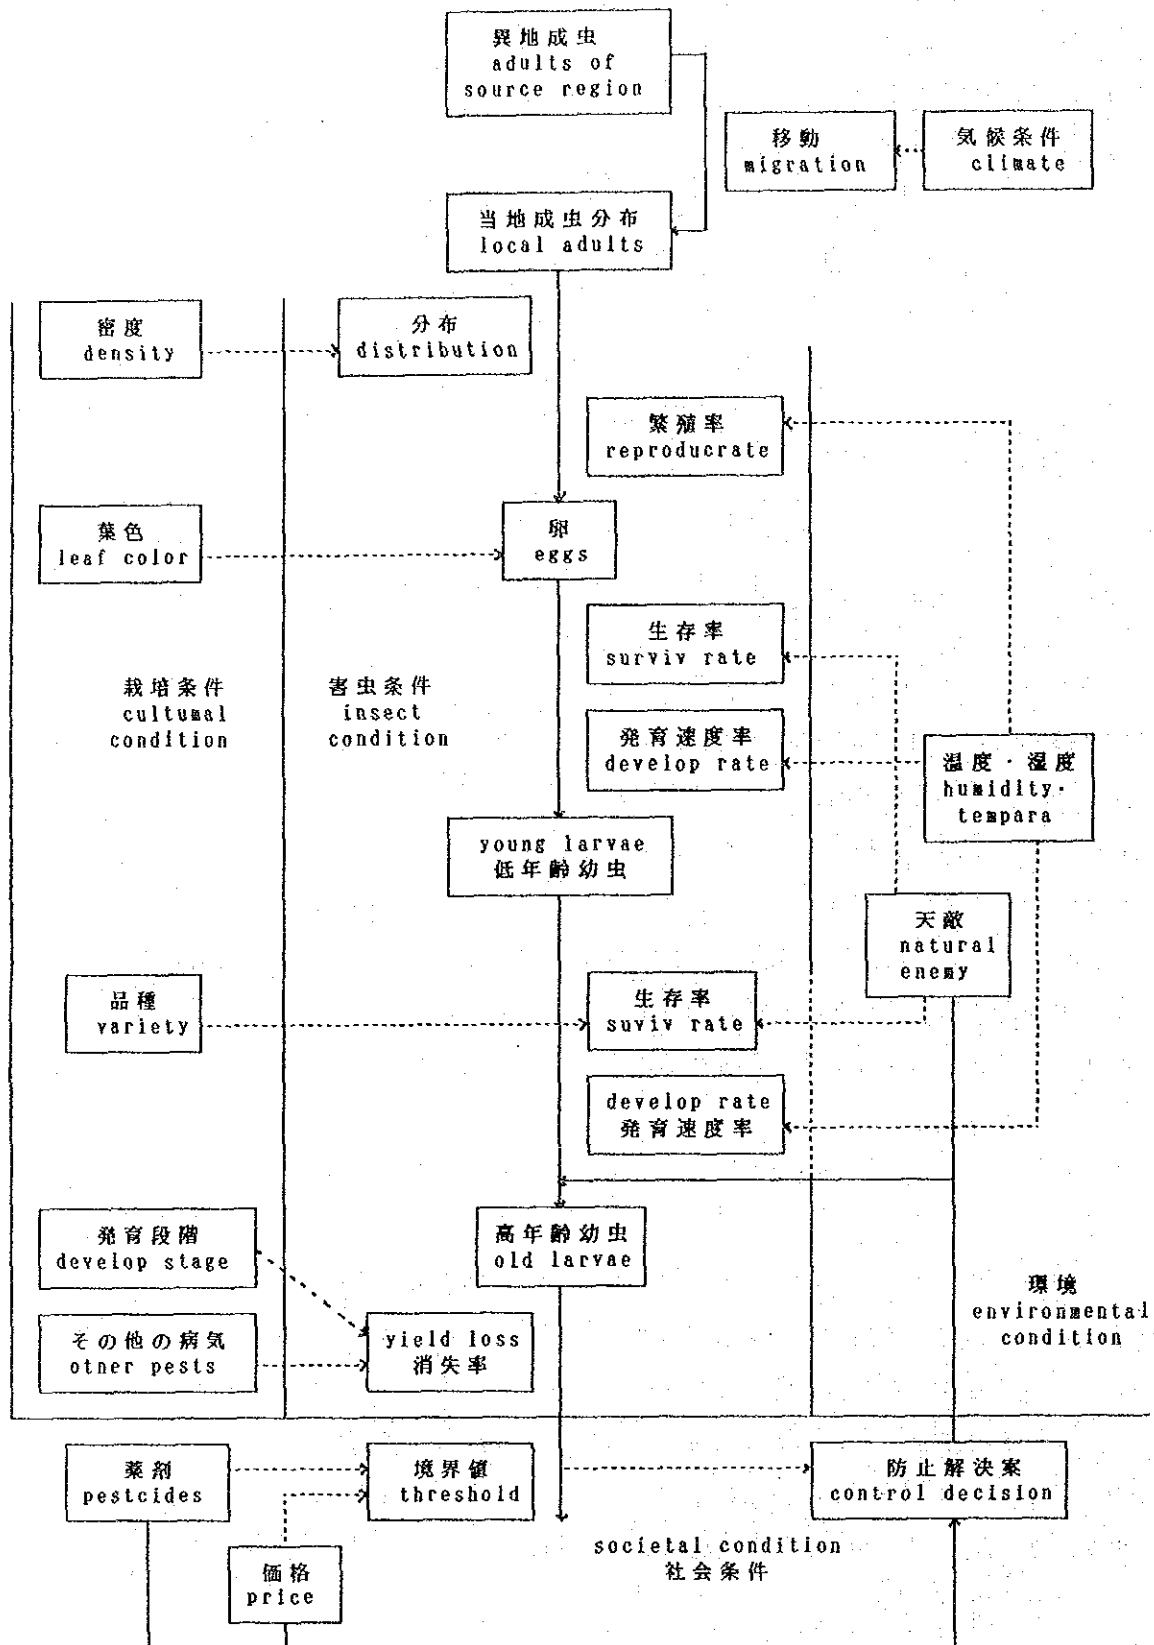 異地成虫
adults of
source region
移動
migration
気候条件
climate
当地成虫分布
local adults
密度
density
分布
distribution
繁殖率
reproducrate
葉色
leaf color
卵
eggs
生存率
surviv rate
栽培条件
cultumal
condition
害虫条件
insect
condition
発育速度率
develop rate
温度・湿度
humidity・
tempara
young larvae
低年齢幼虫
天敵
natural
enemy
品種
variety
生存率
suviv rate
develop rate
発育速度率
発育段階
develop stage
高年齢幼虫
old larvae
環境
environmental
condition
その他の病気
otner pests
yield loss
消失率
薬剤
pestcides
境界値
threshold
防止解決案
control decision
societal condition
社会条件
価格
price